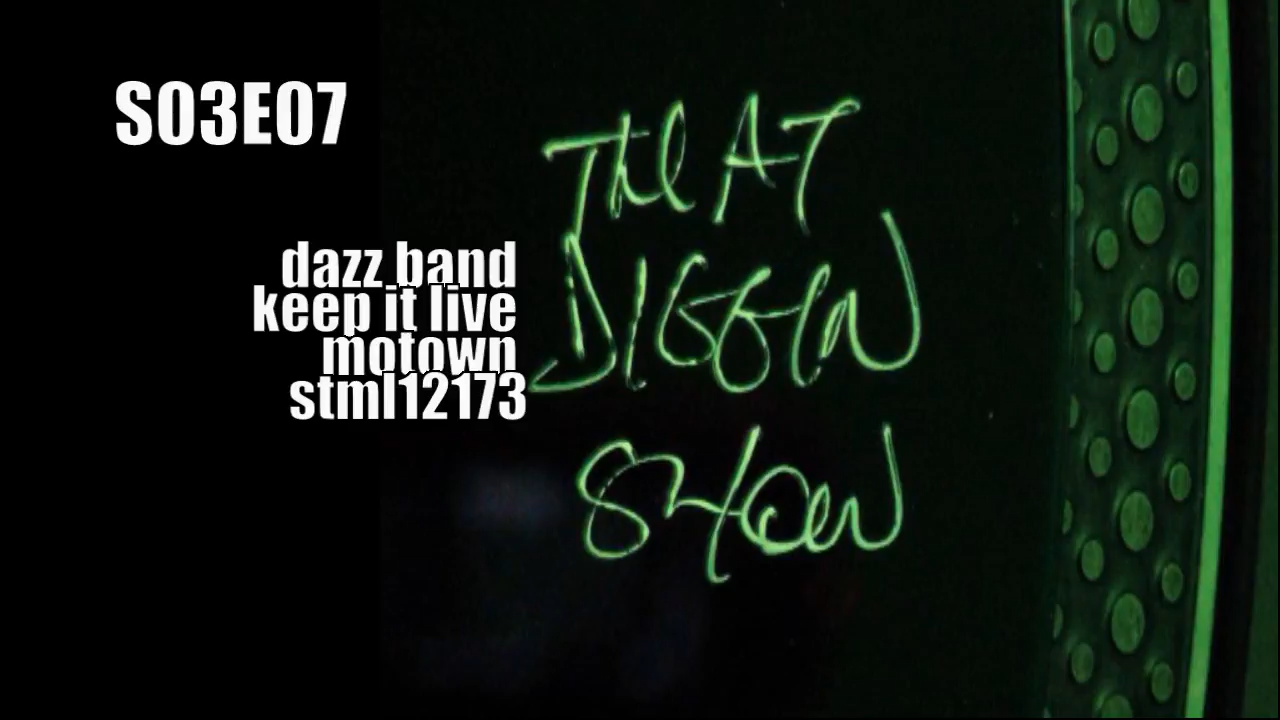 S03E07
dazz band
keep it live
motown
stml12173
The AT
DIGGIN
SHOW